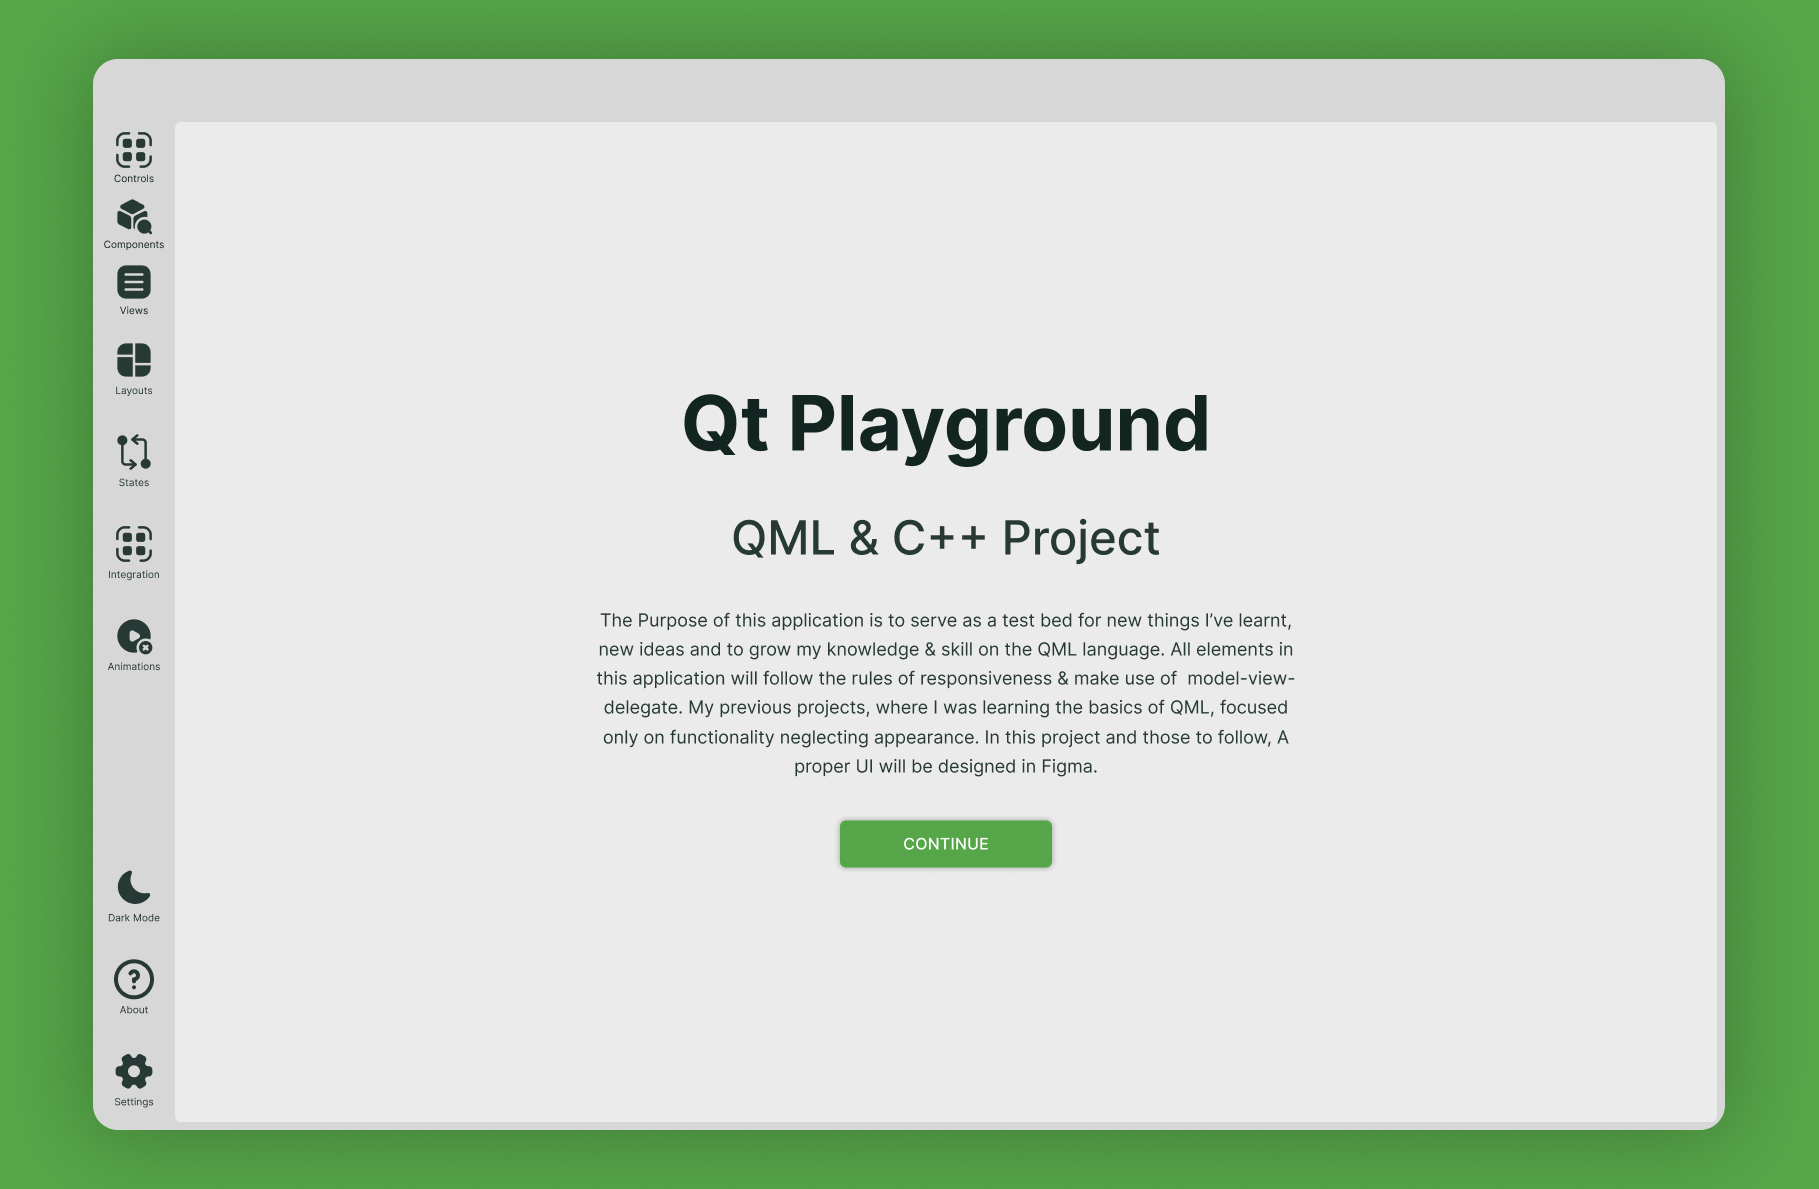 Controls
Components
Views
Layouts
States
Integration
Animations
Dark Mode
About
Settings
Qt Playground
QML & C++ Project
The Purpose of this application is to serve as a test bed for new things I’ve learnt,
new ideas and to grow my knowledge & skill on the QML language. All elements in
this application will follow the rules of responsiveness & make use of  model-view-
delegate. My previous projects, where I was learning the basics of QML, focused
only on functionality neglecting appearance. In this project and those to follow, A
proper UI will be designed in Figma.
CONTINUE